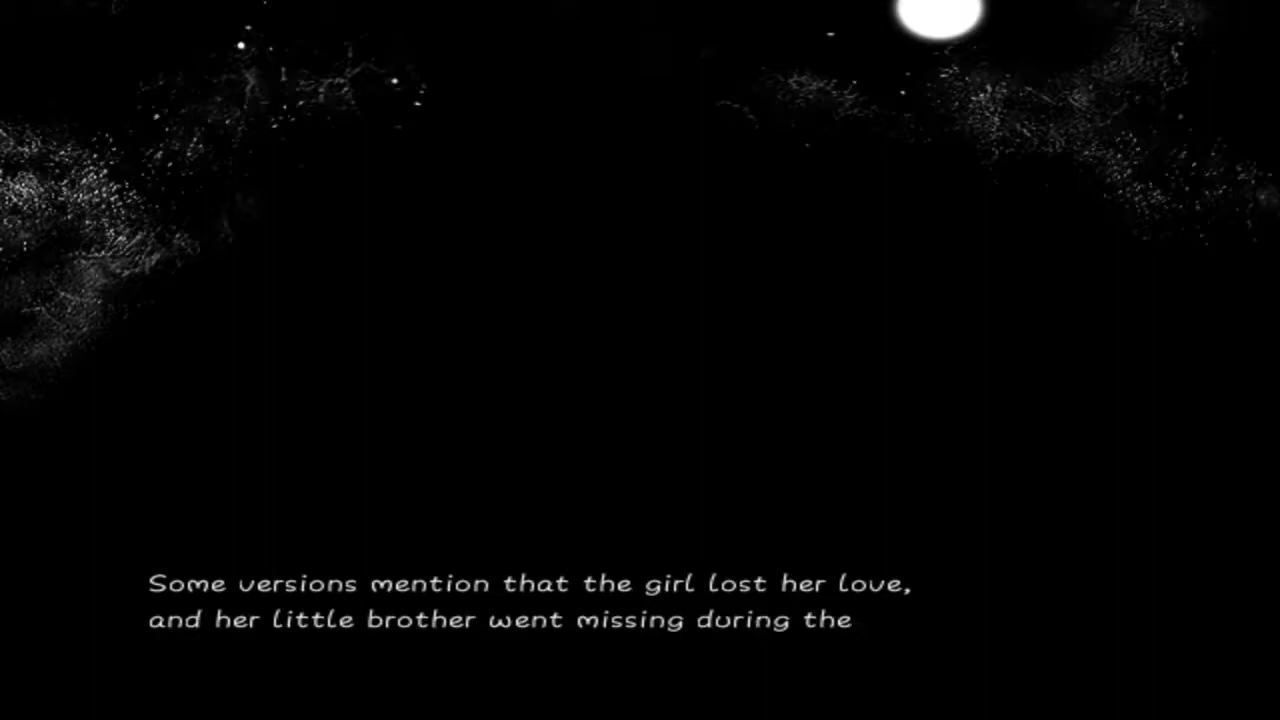 Some versions mention that the girl lost her love,
and her little brother went missing during the